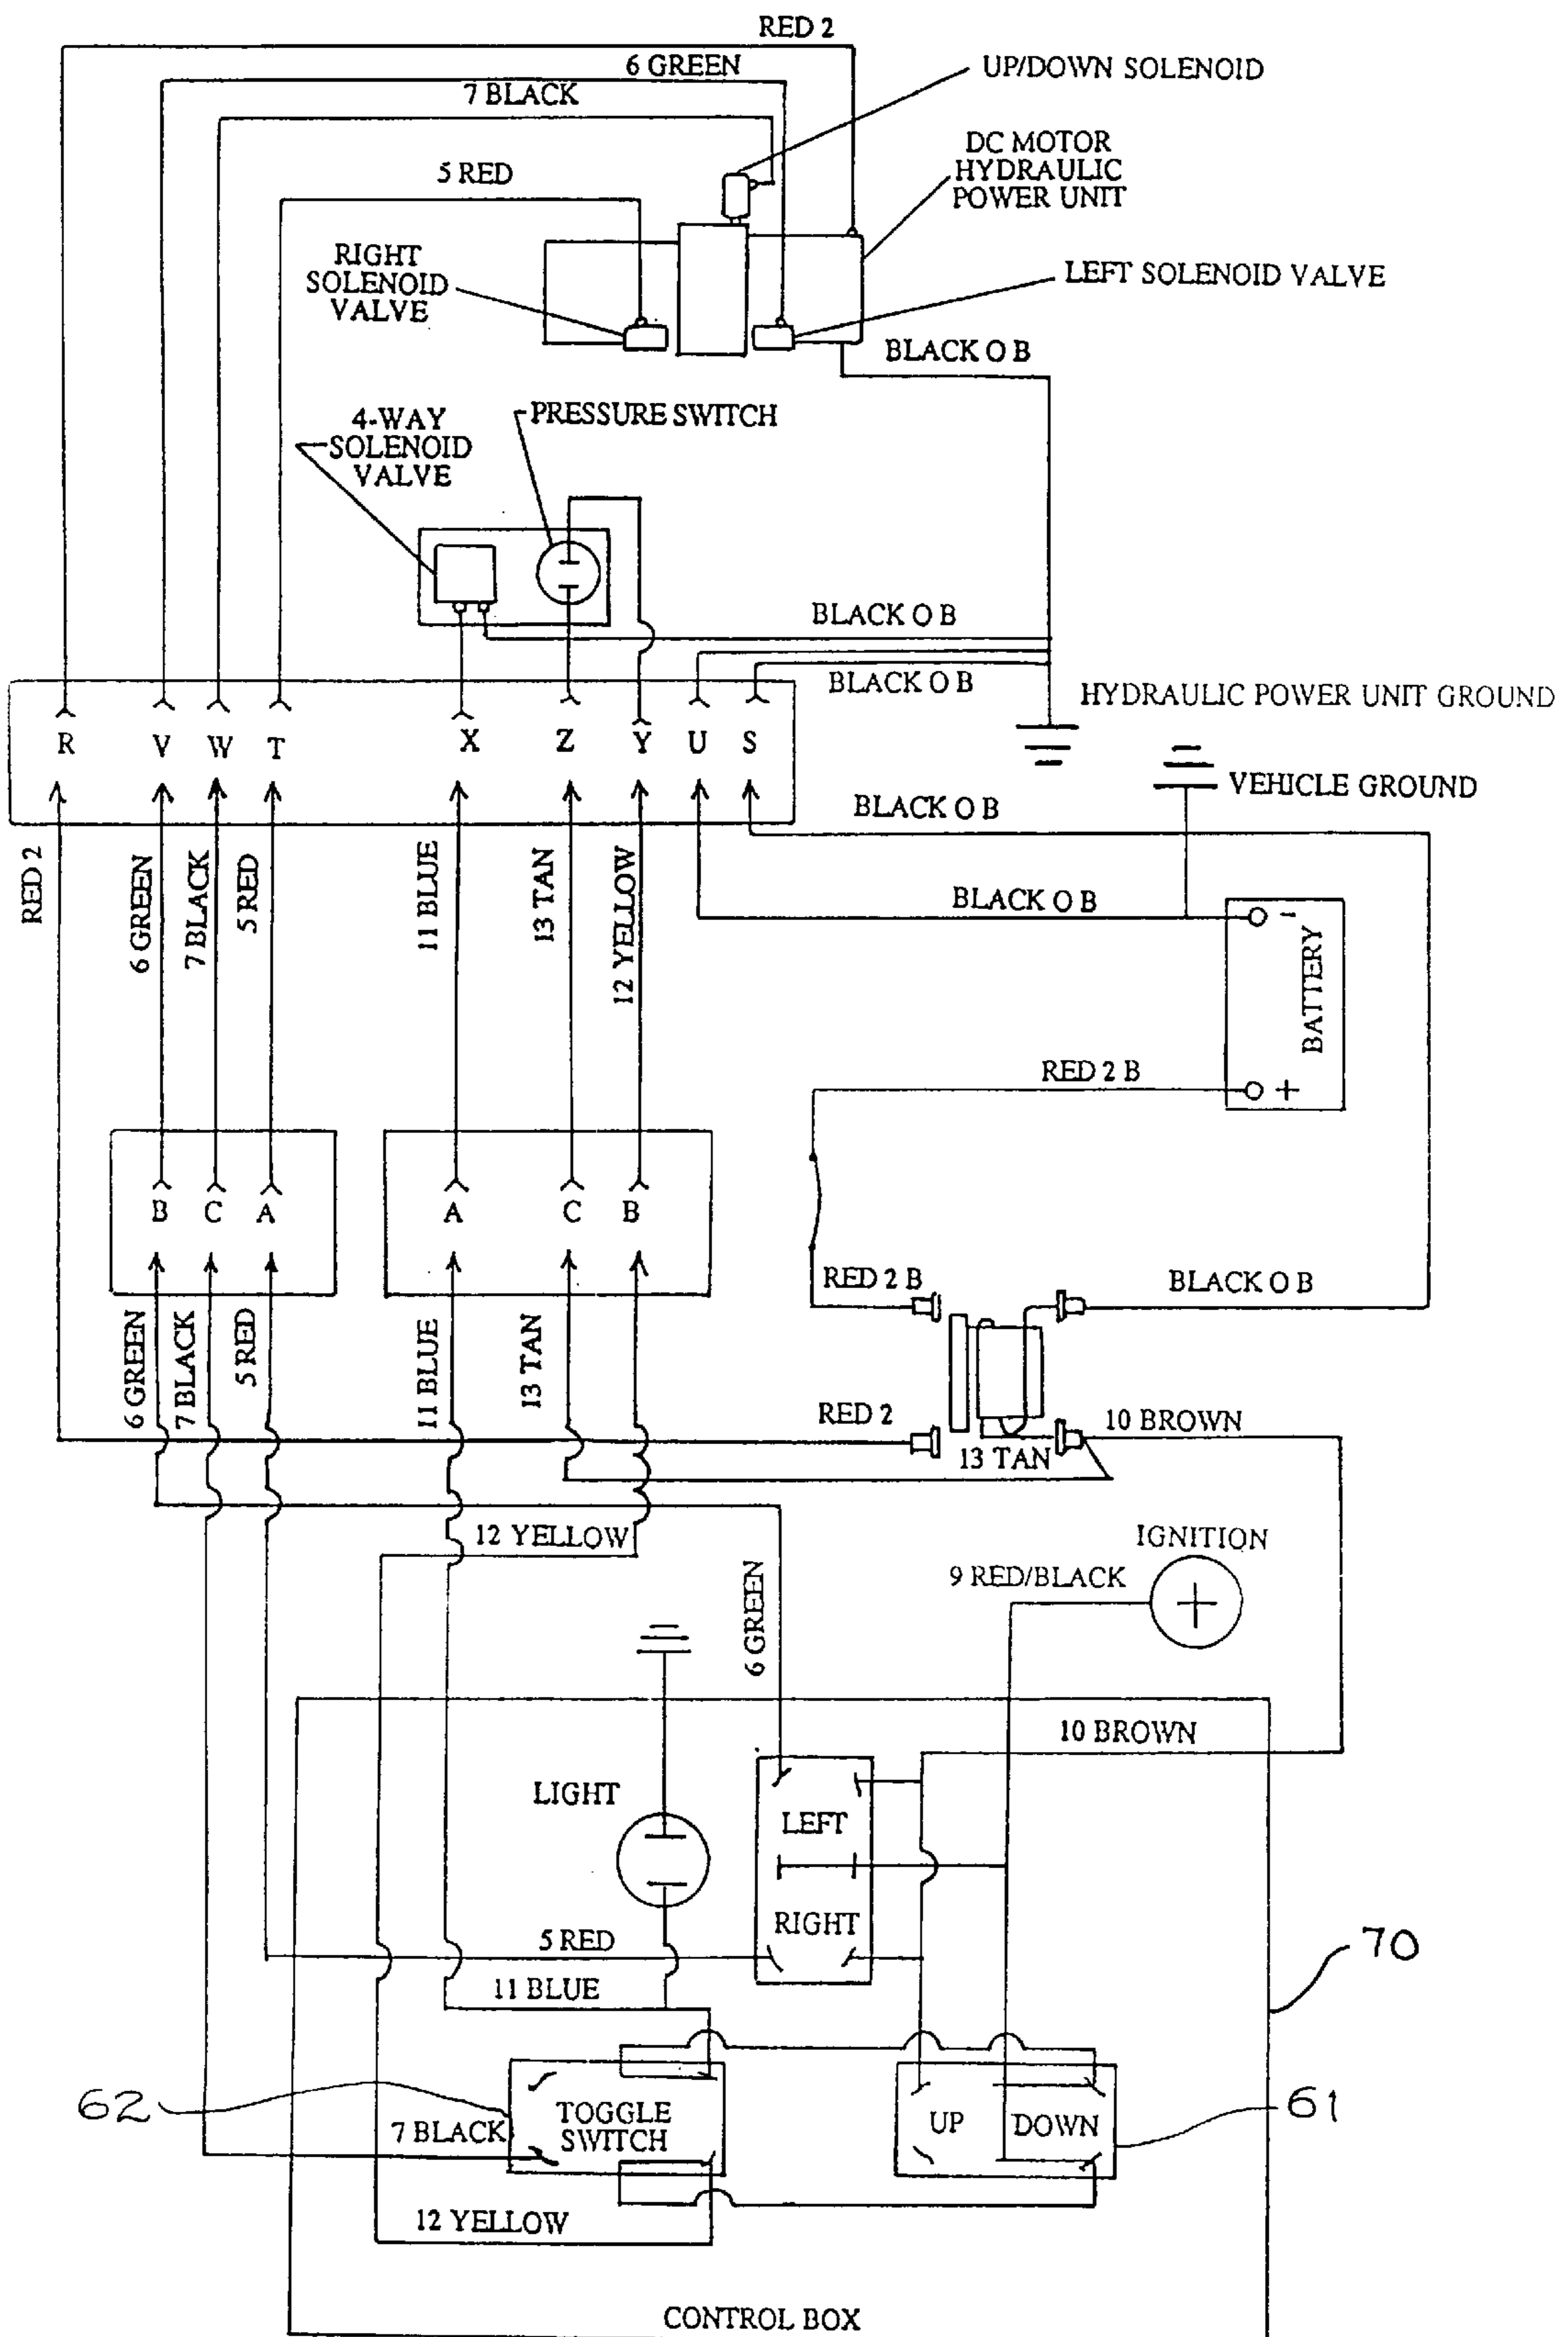 RED 2
6 GREEN
UP/DOWN SOLENOID
7 BLACK
DC MOTOR
HYDRAULIC
POWER UNIT
5 RED
RIGHT
SOLENOID
VALVE
LEFT SOLENOID VALVE
BLACK O B
4-WAY
SOLENOID
VALVE
PRESSURE SWITCH
BLACK O B
BLACK O B
HYDRAULIC POWER UNIT GROUND
R V W T X Z Y U S
VEHICLE GROUND
BLACK O B
RED 2
6 GREEN
7 BLACK
5 RED
11 BLUE
13 TAN
12 YELLOW
BLACK O B
-
BATTERY
RED 2 B
+
B C A
A C B
RED 2 B
BLACK O B
6 GREEN
7 BLACK
5 RED
11 BLUE
13 TAN
RED 2
10 BROWN
13 TAN
12 YELLOW
IGNITION
9 RED/BLACK
+
6 GREEN
10 BROWN
LIGHT
LEFT
RIGHT
5 RED
70
11 BLUE
62
TOGGLE
SWITCH
7 BLACK
UP
DOWN
61
12 YELLOW
CONTROL BOX